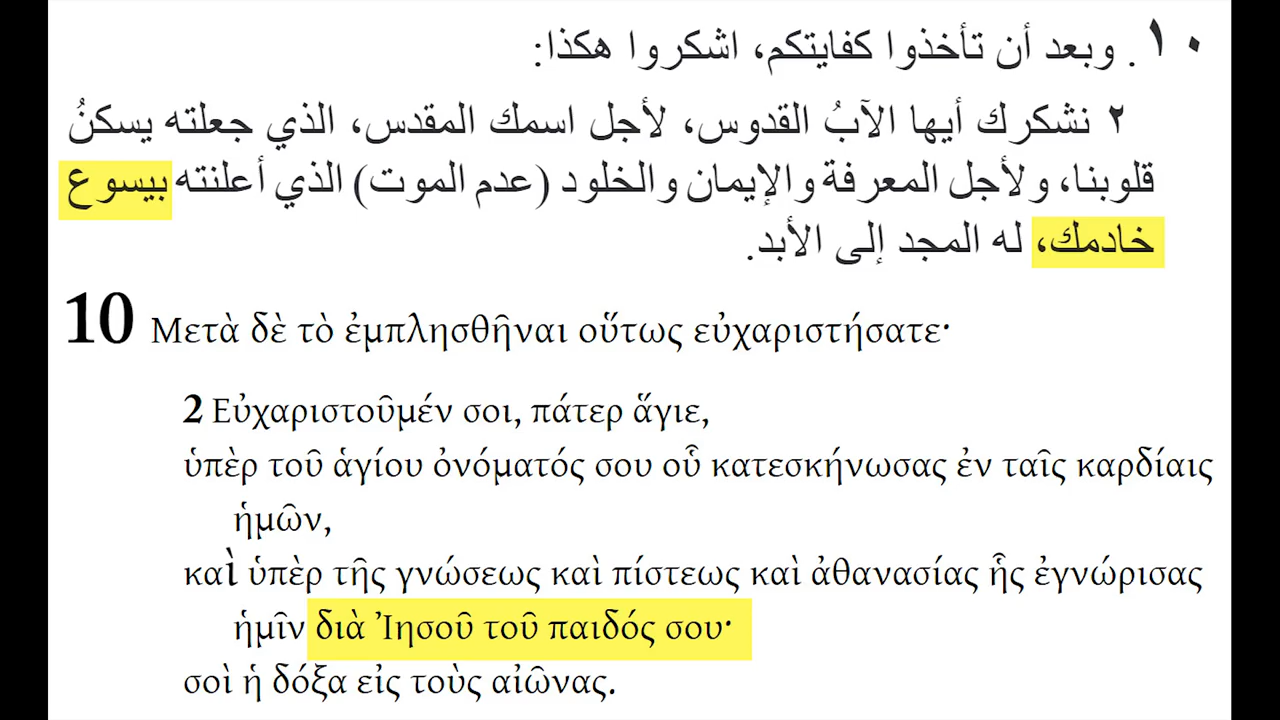 ١٠. وبعد أن تأخذوا كفايتكم، اشكروا هكذا:
٢ نشكرك أيها الآبُ القدوس، لأجل اسمك المقدس، الذي جعلته يسكنُ
قلوبنا، ولأجل المعرفة والإيمان والخلود (عدم الموت) الذي أعلنته بيسوع
خادمك، له المجد إلى الأبد.
10 Μετὰ δὲ τὸ ἐμπλησθῆναι οὕτως εὐχαριστήσατε·
2 Εὐχαριστοῦμέν σοι, πάτερ ἅγιε,
ὑπὲρ τοῦ ἁγίου ὀνόματός σου οὗ κατεσκήνωσας ἐν ταῖς καρδίαις
ἡμῶν,
καὶ ὑπὲρ τῆς γνώσεως καὶ πίστεως καὶ ἀθανασίας ἧς ἐγνώρισας
ἡμῖν διὰ Ἰησοῦ τοῦ παιδός σου·
σοὶ ἡ δόξα εἰς τοὺς αἰῶνας.